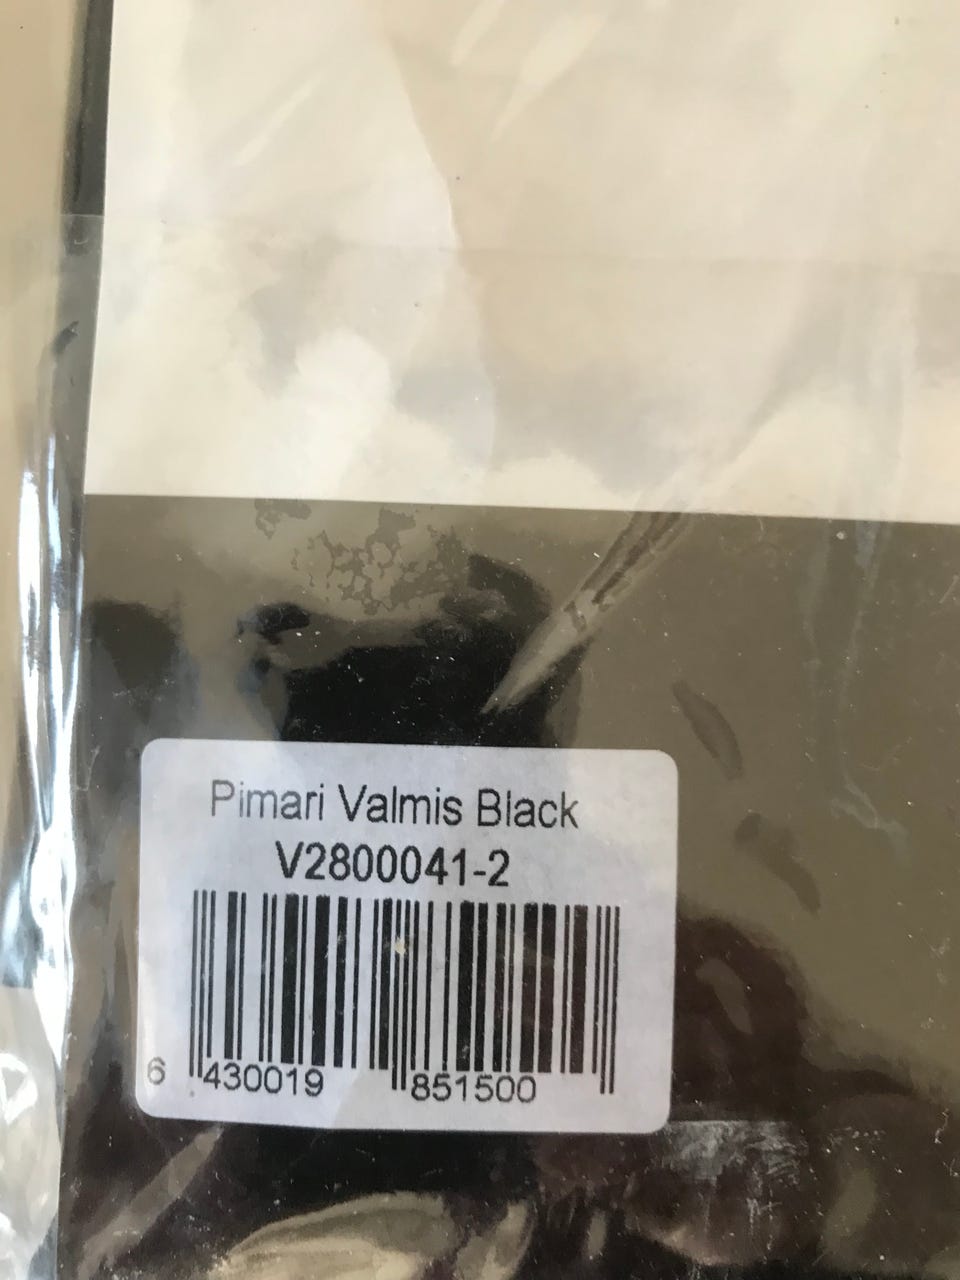 Pimari Valmis Black
V2800041-2
6 430019 851500